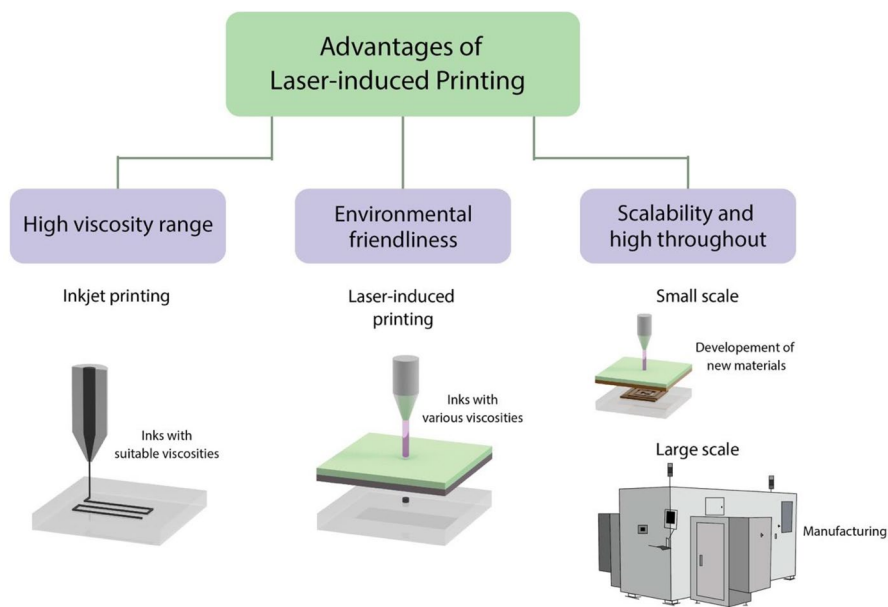 Advantages of
Laser-induced Printing
High viscosity range
Environmental
friendliness
Scalability and
high throughout
Inkjet printing
Laser-induced
printing
Small scale
Developement of
new materials
Inks with
suitable viscosities
Inks with
various viscosities
Large scale
Manufacturing